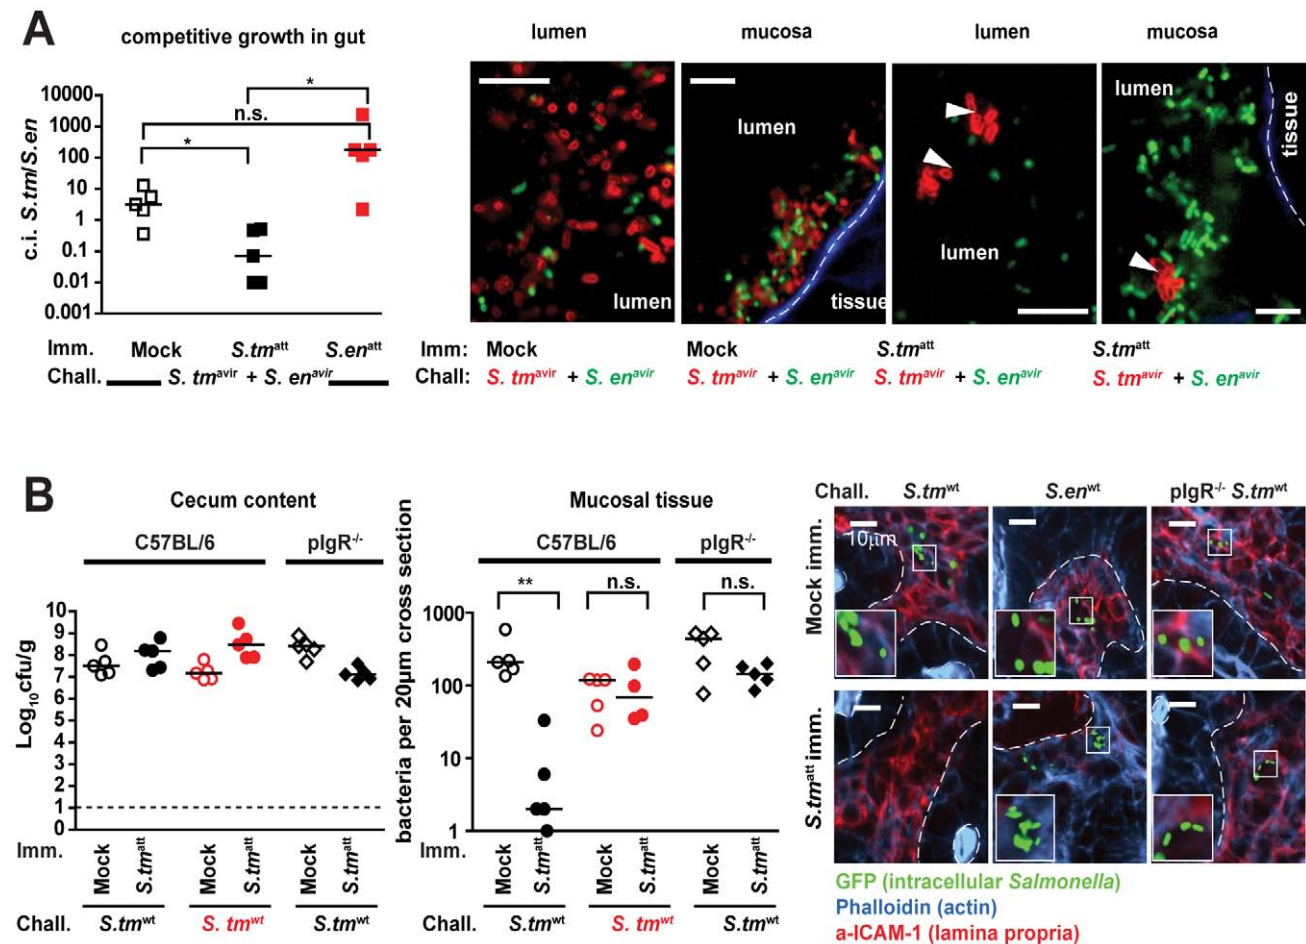 A
competitive growth in gut
c.i. S.tm/S.en
10000
1000
100
10
1
0.1
0.01
0.001
*
n.s.
*
Imm. Mock S.tmatt S.enatt
Chall. S. tmavir + S. enavir
lumen mucosa lumen mucosa
lumen
lumen
tissue
lumen
lumen
tissue
Imm: Mock Mock S.tmatt S.tmatt
Chall: S. tmavir + S. enavir S. tmavir + S. enavir S. tmavir + S. enavir S. tmavir + S. enavir
B
Cecum content
C57BL/6 pIgR-/-
Log10cfu/g
10
9
8
7
6
5
4
3
2
1
0
Imm. Mock S.tmatt Mock S.tmatt Mock S.tmatt
Chall. S.tmwt S. tmwt S.tmwt
Mucosal tissue
C57BL/6 pIgR-/-
bacteria per 20μm cross section
** n.s. n.s.
1000
100
10
1
Imm. Mock S.tmatt Mock S.tmatt Mock S.tmatt
Chall. S.tmwt S. tmwt S.tmwt
Chall. S.tmwt S.enwt pIgR-/- S.tmwt
Mock imm.
10μm
S.tmatt imm.
GFP (intracellular Salmonella)
Phalloidin (actin)
a-ICAM-1 (lamina propria)